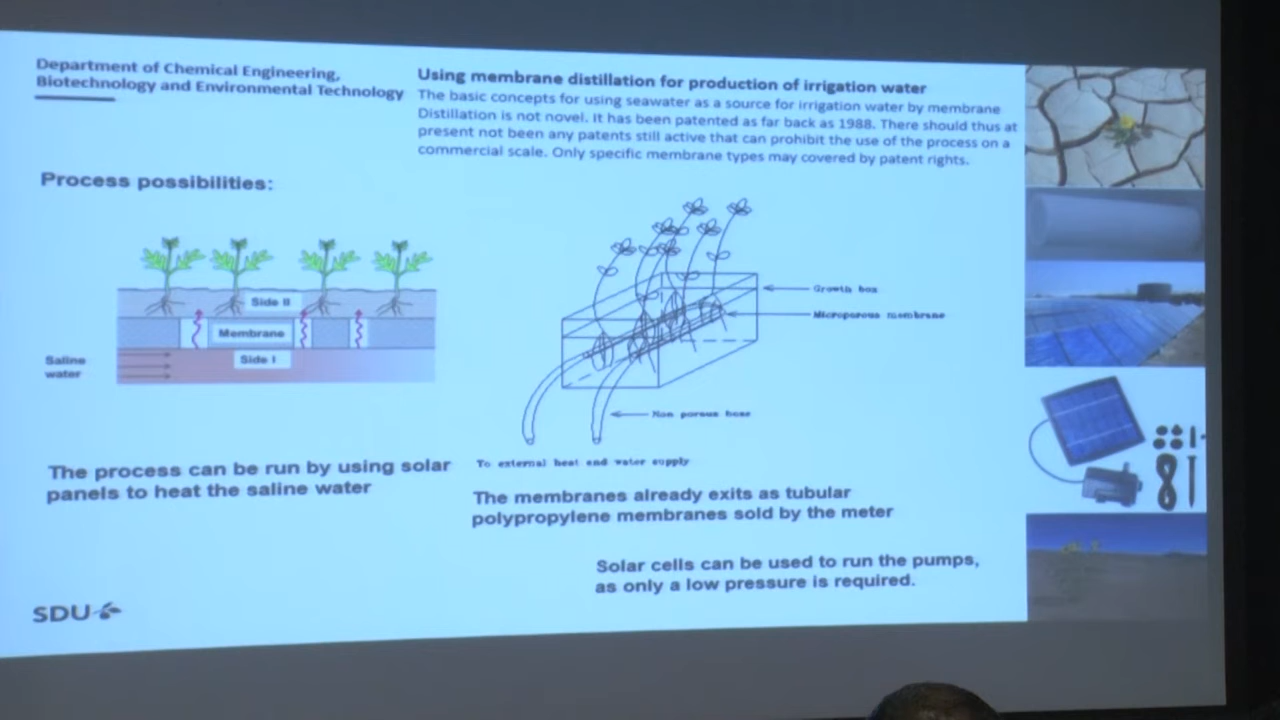 Department of Chemical Engineering,
Biotechnology and Environmental Technology
Using membrane distillation for production of irrigation water
The basic concepts for using seawater as a source for irrigation water by membrane
Distillation is not novel. It has been patented as far back as 1988. There should thus at
present not been any patents still active that can prohibit the use of the process on a
commercial scale. Only specific membrane types may covered by patent rights.
Process possibilities:
Side II
Membrane
Side I
Saline
water
Growth box
Microporous membrane
Non porous hose
To external heat and water supply
The process can be run by using solar
panels to heat the saline water
The membranes already exits as tubular
polypropylene membranes sold by the meter
Solar cells can be used to run the pumps,
as only a low pressure is required.
SDU